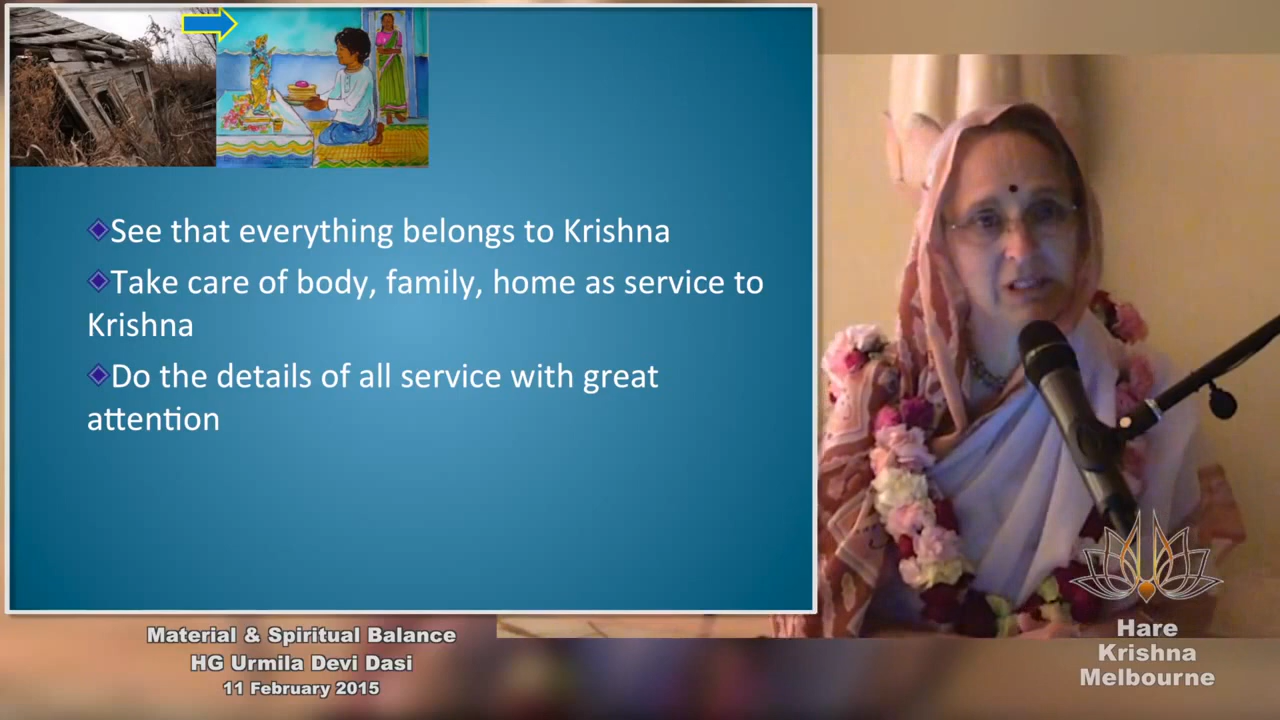 See that everything belongs to Krishna
Take care of body, family, home as service to
Krishna
Do the details of all service with great
attention
Material & Spiritual Balance
HG Urmila Devi Dasi
11 February 2015
Hare
Krishna
Melbourne